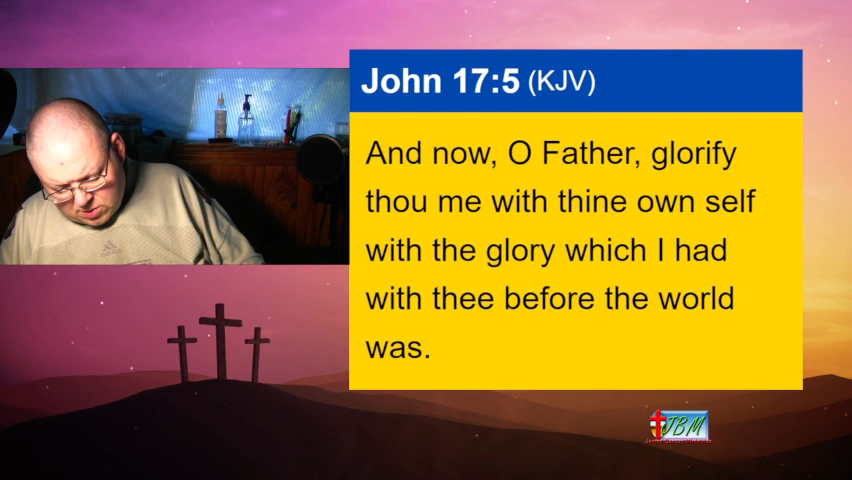 John 17:5 (KJV)
And now, O Father, glorify
thou me with thine own self
with the glory which I had
with thee before the world
was.
adidas
JBM